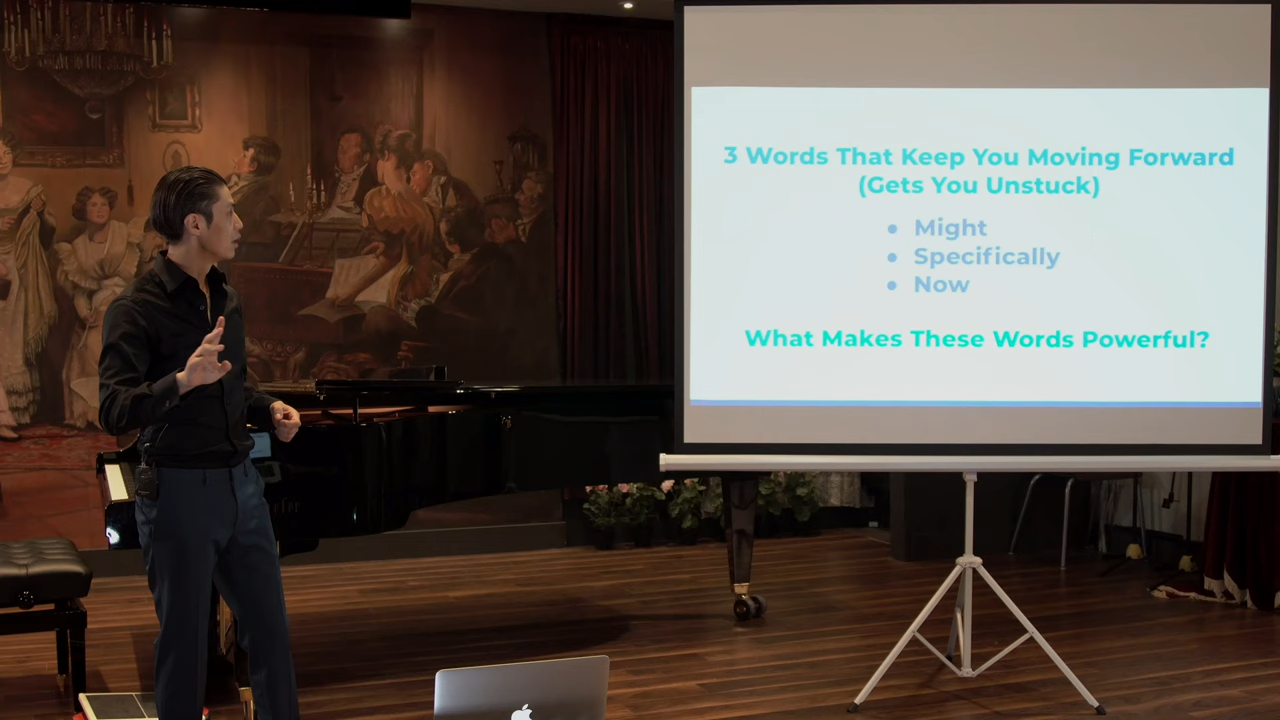 3 Words That Keep You Moving Forward
(Gets You Unstuck)
• Might
• Specifically
• Now
What Makes These Words Powerful?